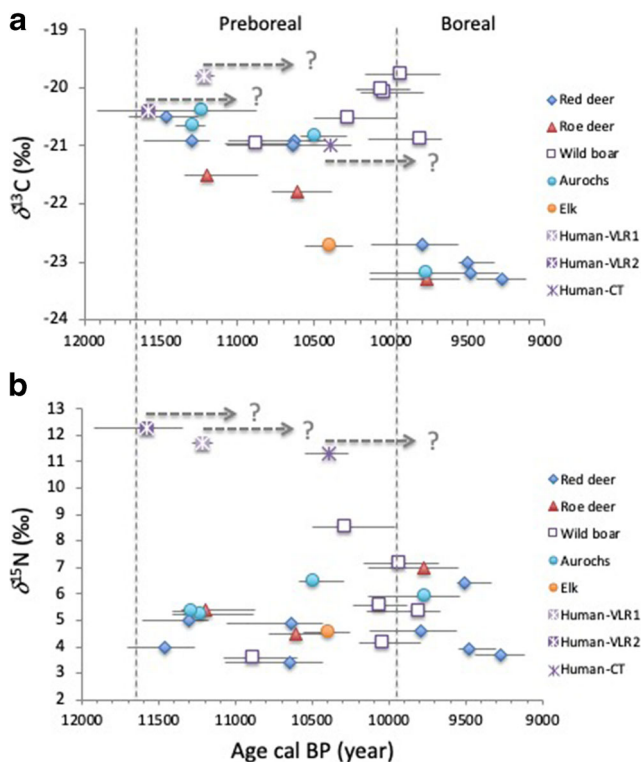 a
Preboreal Boreal
-19
-20
-21
-22
-23
-24
δ13C (‰)
?
?
?
12000 11500 11000 10500 10000 9500 9000
Red deer
Roe deer
Wild boar
Aurochs
Elk
Human-VLR1
Human-VLR2
Human-CT
b
13
12
11
10
9
8
7
6
5
4
3
2
δ15N (‰)
?
?
?
12000 11500 11000 10500 10000 9500 9000
Age cal BP (year)
Red deer
Roe deer
Wild boar
Aurochs
Elk
Human-VLR1
Human-VLR2
Human-CT